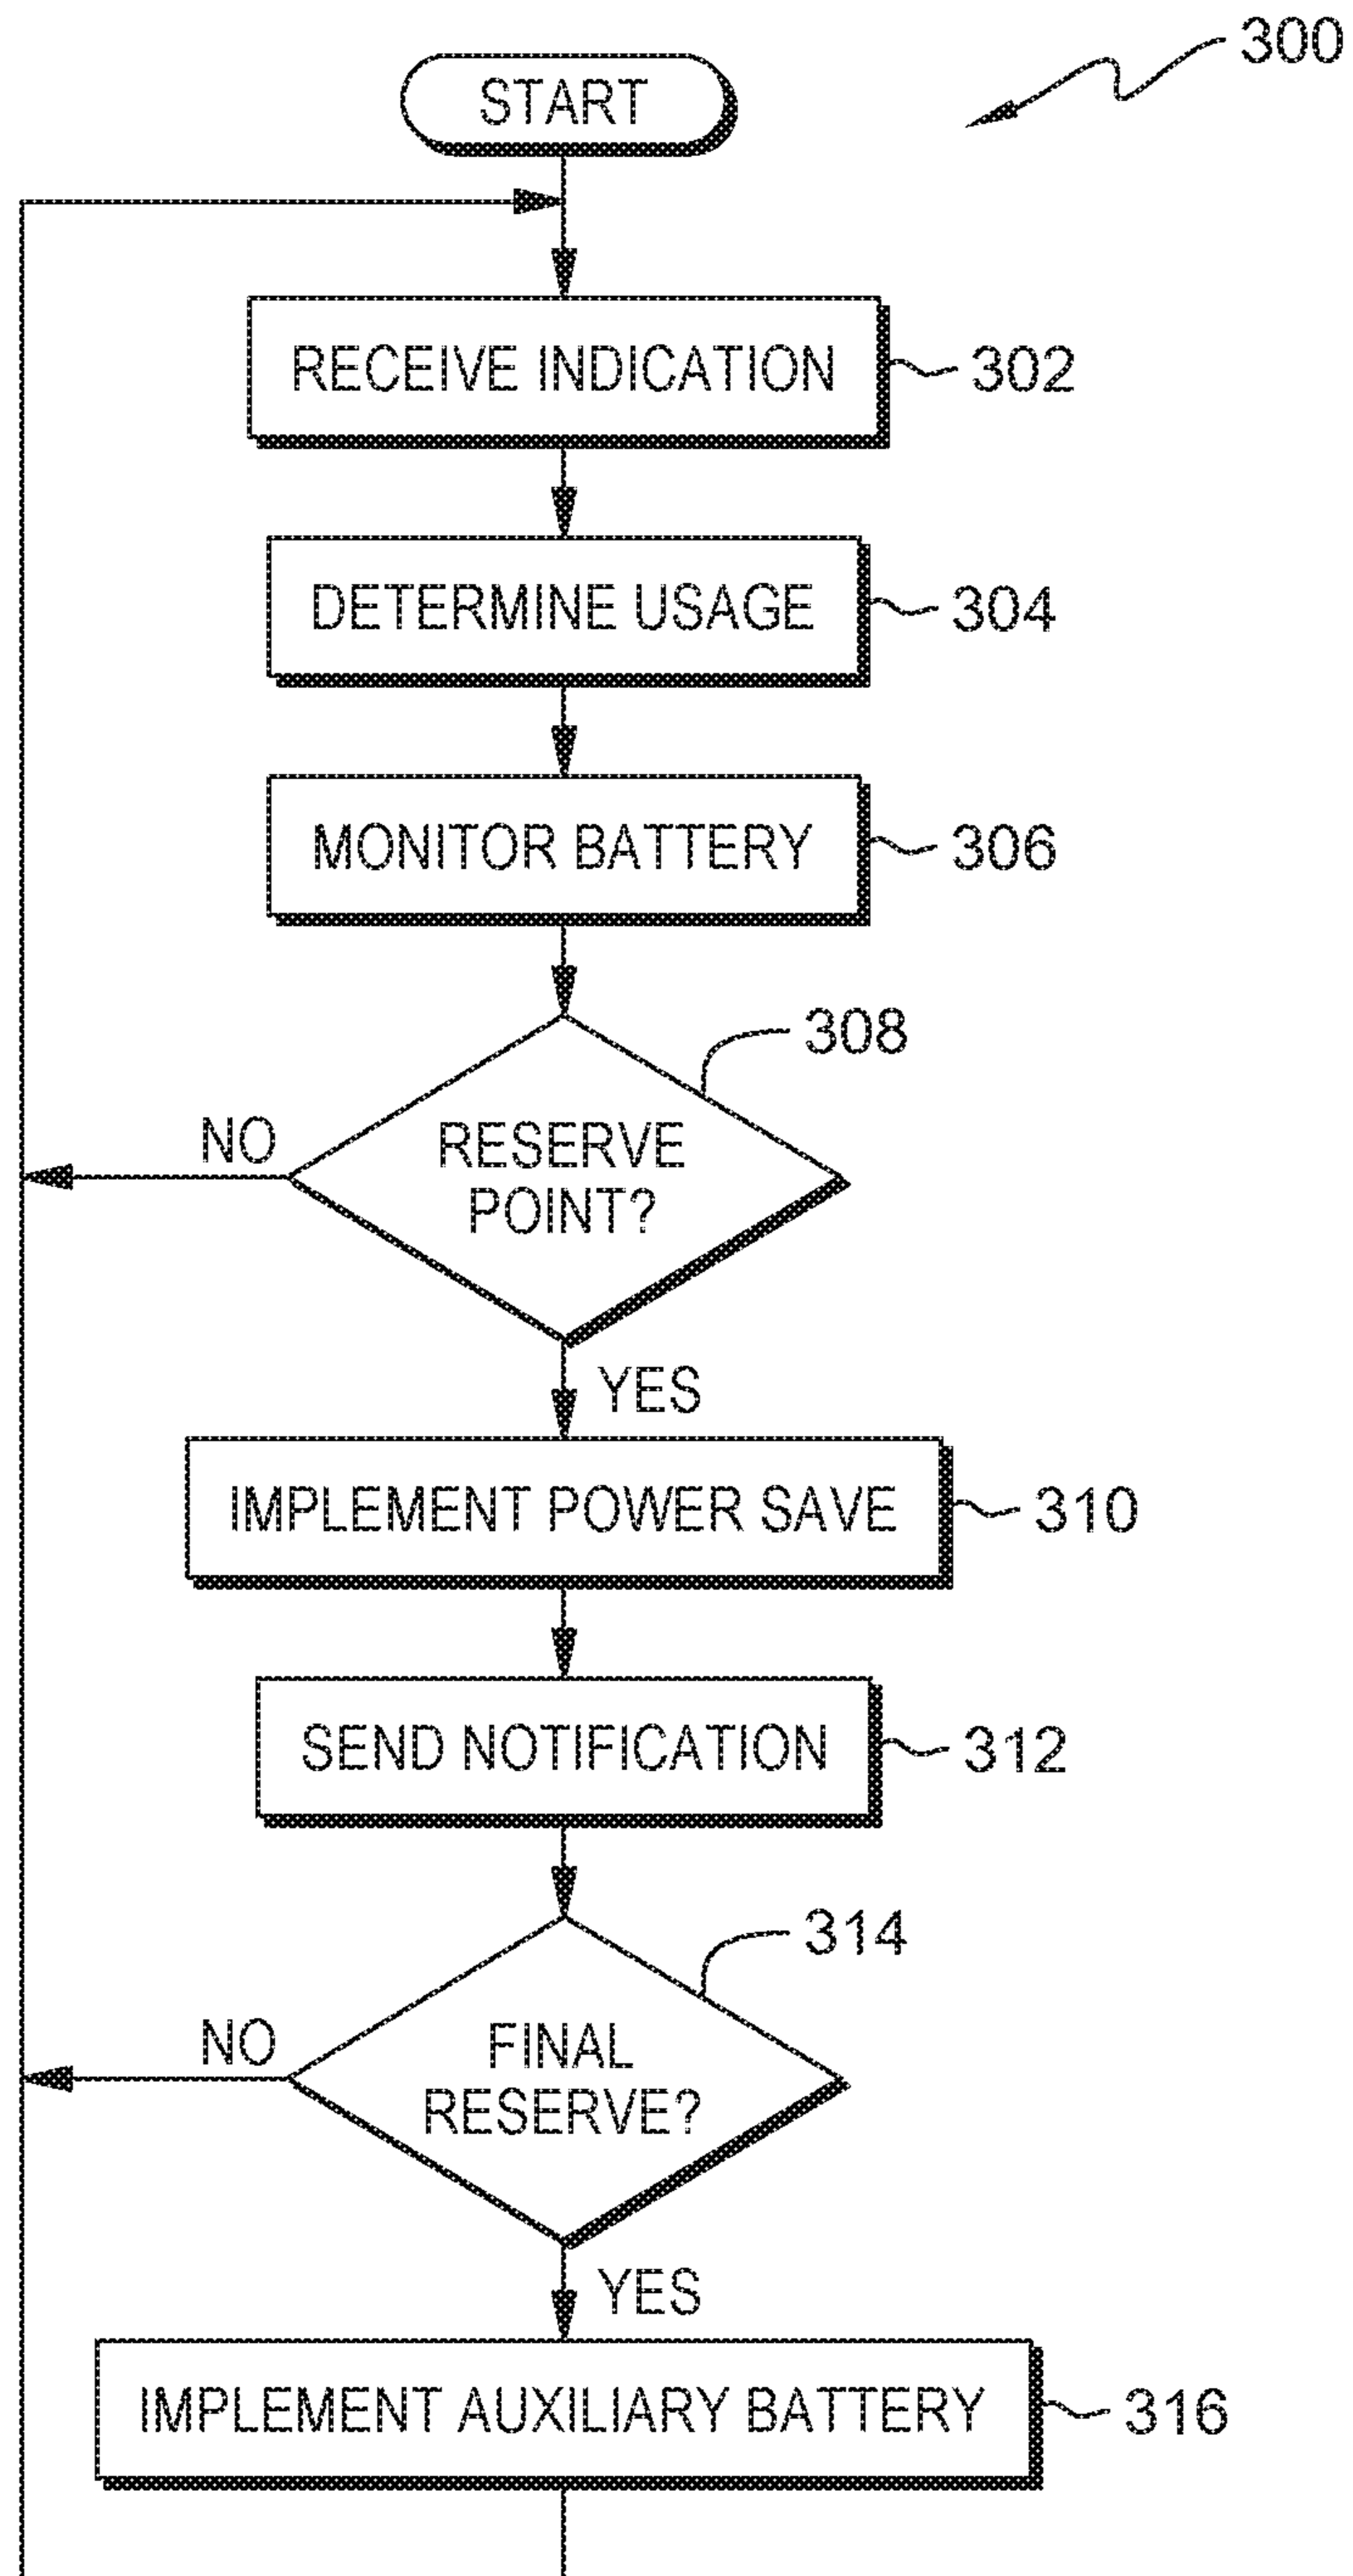 300
START
RECEIVE INDICATION
302
DETERMINE USAGE
304
MONITOR BATTERY
306
308
NO
RESERVE
POINT?
YES
IMPLEMENT POWER SAVE
310
SEND NOTIFICATION
312
314
NO
FINAL
RESERVE?
YES
IMPLEMENT AUXILIARY BATTERY
316